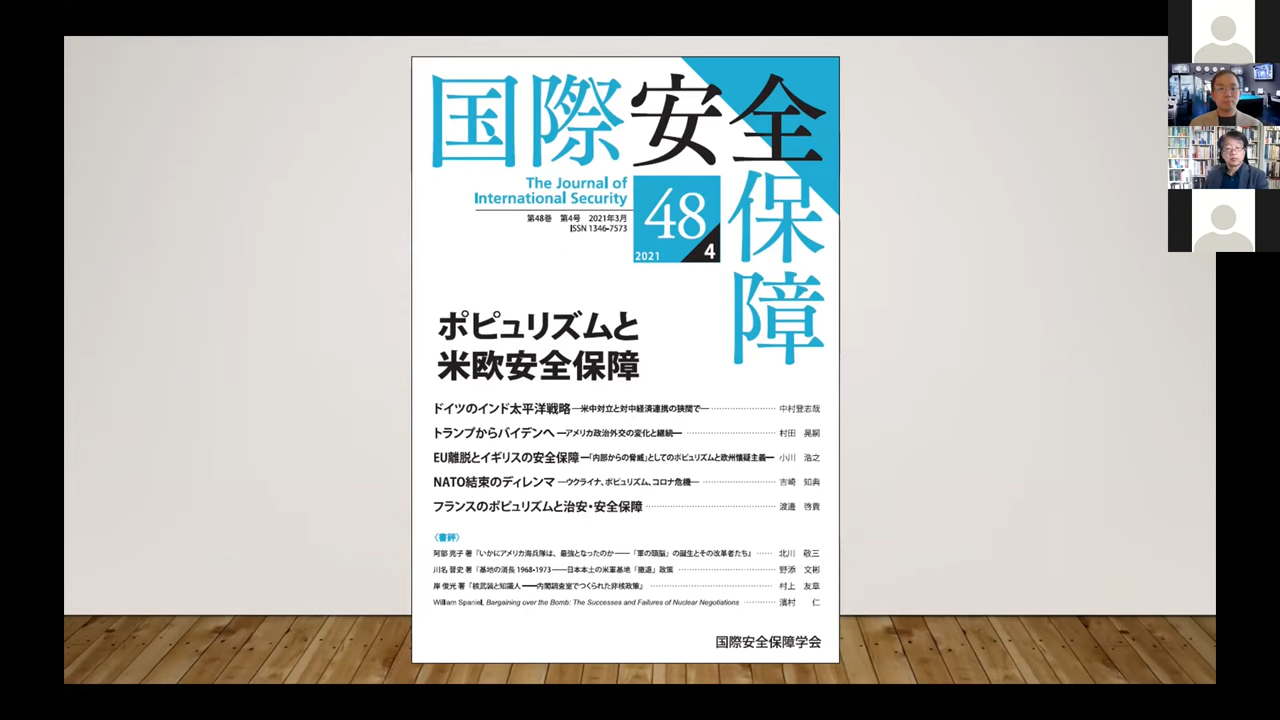 国際安全保障
The Journal of
International Security
第48巻　第4号　2021年3月
ISSN 1346-7573
48
2021
4
ポピュリズムと
米欧安全保障
ドイツのインド太平洋戦略―米中対立と対中経済連携の狭間で― 中村登志哉
トランプからバイデンへ―アメリカ政治外交の変化と継続― 村田　晃嗣
EU離脱とイギリスの安全保障―「内部からの脅威」としてのポピュリズムと欧州懐疑主義― 小川　浩之
NATO結束のディレンマ―ウクライナ、ポピュリズム、コロナ危機― 吉崎　知典
フランスのポピュリズムと治安・安全保障 渡邊　啓貴
〈書評〉
阿部 亮子 著『いかにアメリカ海兵隊は、最強となったのか――「軍の頭脳」の誕生とその改革者たち』 北川　敬三
川名 晋史 著『基地の消長 1968-1973――日本本土の米軍基地「撤退」政策 野添　文彬
岸 俊光 著『核武装と知識人――内閣調査室でつくられた非核政策』 村上　友章
William Spaniel, Bargaining over the Bomb: The Successes and Failures of Nuclear Negotiations 濱村　仁
国際安全保障学会